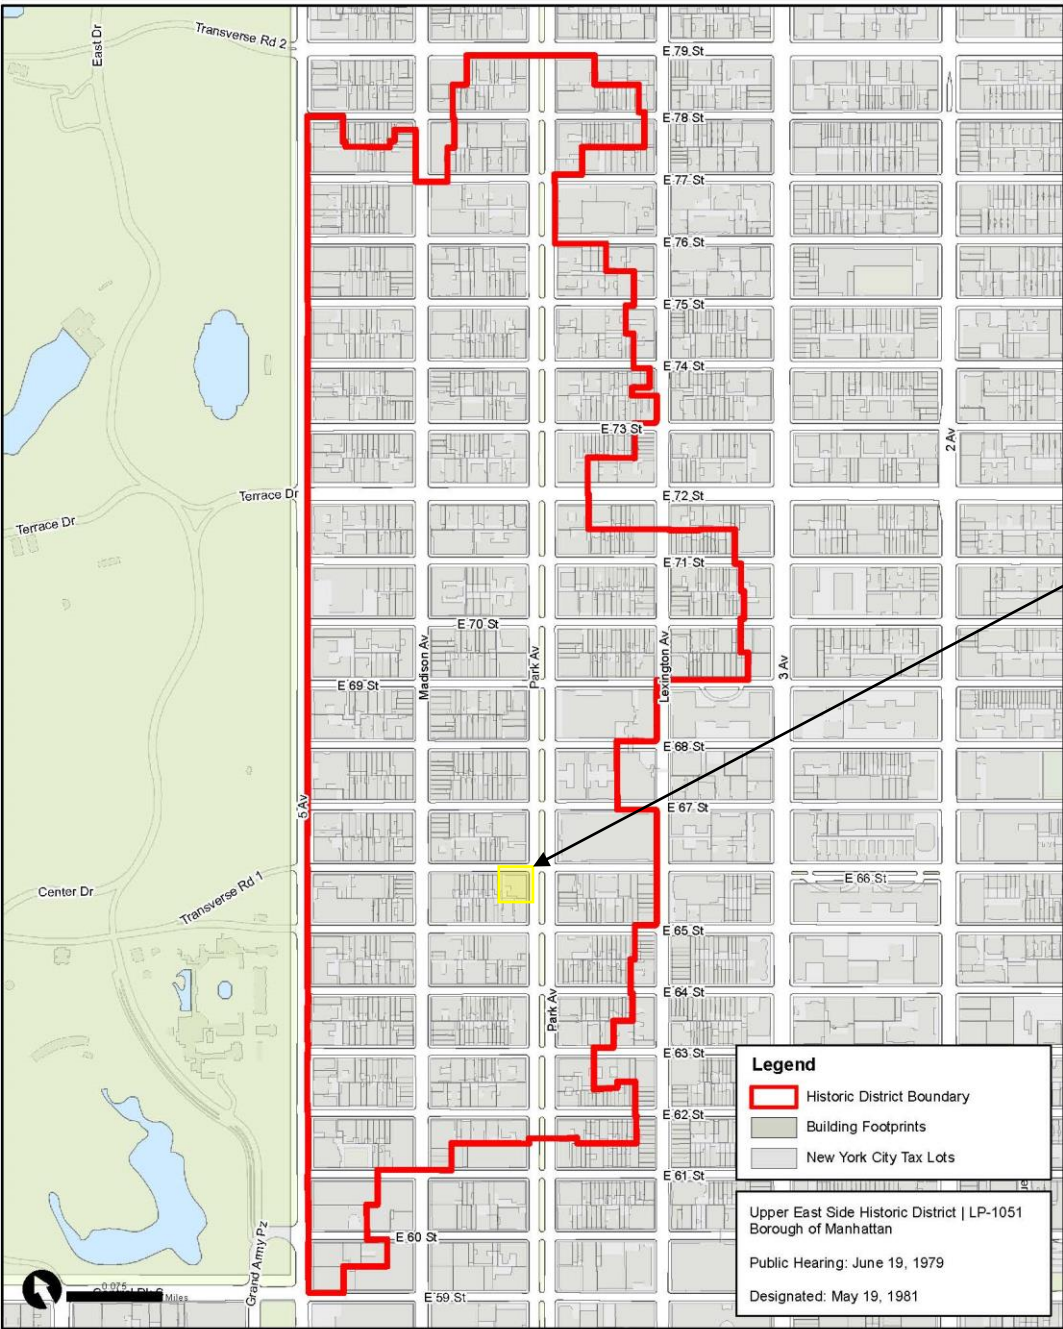 Transverse Rd 2
East Dr
E 79 St
E 78 St
E 77 St
E 76 St
E 75 St
E 74 St
E 73 St
2 Av
Terrace Dr
E 72 St
Terrace Dr
E 71 St
E 70 St
Madison Av
Park Av
Lexington Av
3 Av
E 69 St
E 68 St
5 Av
E 67 St
E 66 St
Center Dr
Transverse Rd 1
E 65 St
E 64 St
Park Av
E 63 St
E 62 St
E 61 St
E 60 St
Grand Army Pz
E 59 St
0.075
Miles
Legend
Historic District Boundary
Building Footprints
New York City Tax Lots
Upper East Side Historic District | LP-1051
Borough of Manhattan
Public Hearing: June 19, 1979
Designated: May 19, 1981